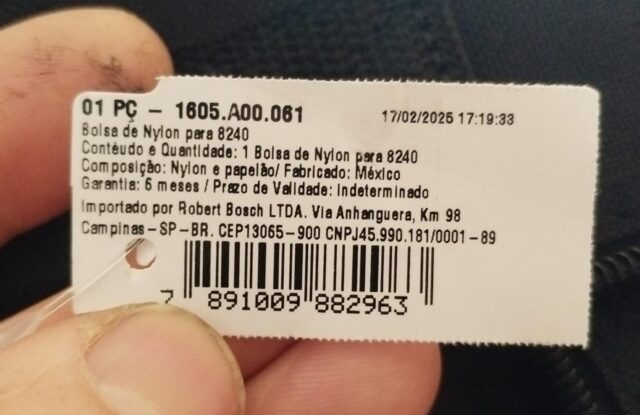 01 PÇ - 1605.A00.061 17/02/2025 17:19:33
Bolsa de Nylon para 8240
Contéudo e Quantidade: 1 Bolsa de Nylon para 8240
Composição: Nylon e papelão/ Fabricado: México
Garantia: 6 meses / Prazo de Validade: Indeterminado
Importado por Robert Bosch LTDA. Via Anhanguera, Km 98
Campinas-SP-BR. CEP13065-900 CNPJ45.990.181/0001-89
7 891009 882963